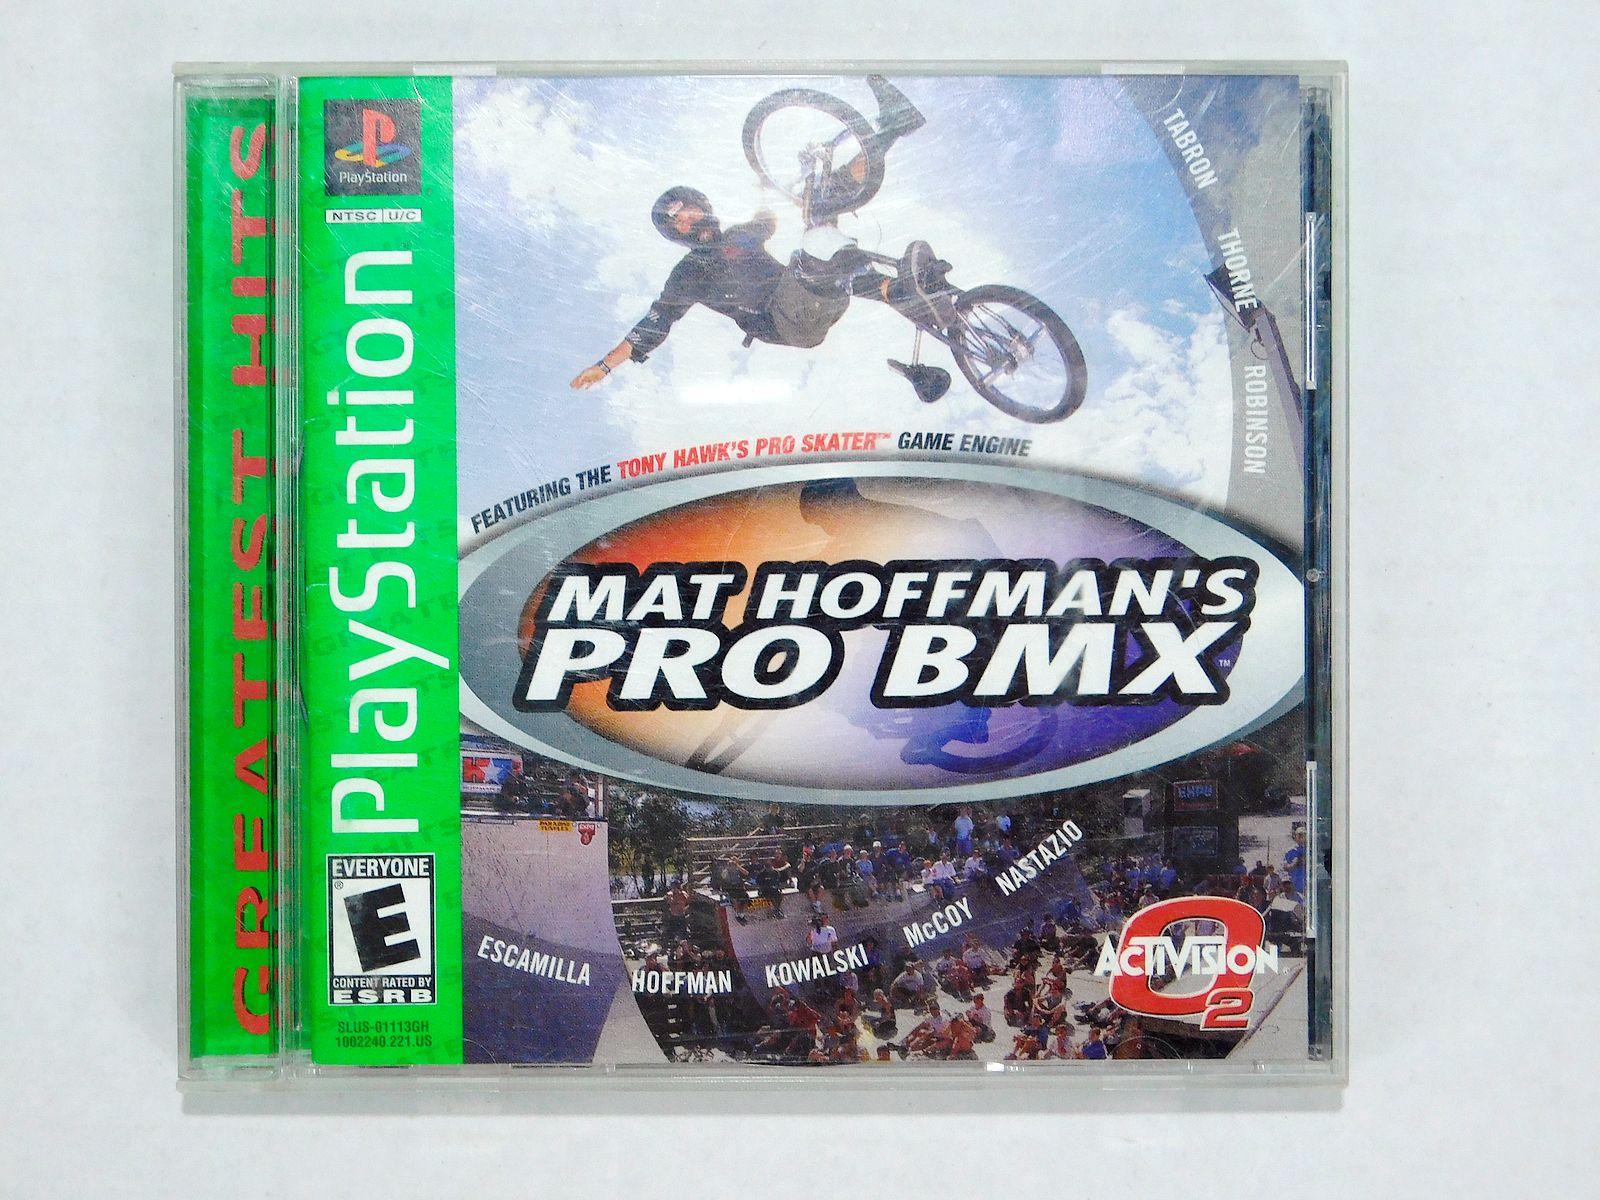 GREATEST HITS
PlayStation
NTSC U/C
PlayStation
EVERYONE
E
CONTENT RATED BY
ESRB
SLUS-01113GH
1002240.221.US
TABRON
THORNE
ROBINSON
FEATURING THE TONY HAWK'S PRO SKATER™ GAME ENGINE
MAT HOFFMAN'S
PRO BMX™
ESCAMILLA
HOFFMAN
KOWALSKI
McCOY
NASTAZIO
ACTIVISION
O2